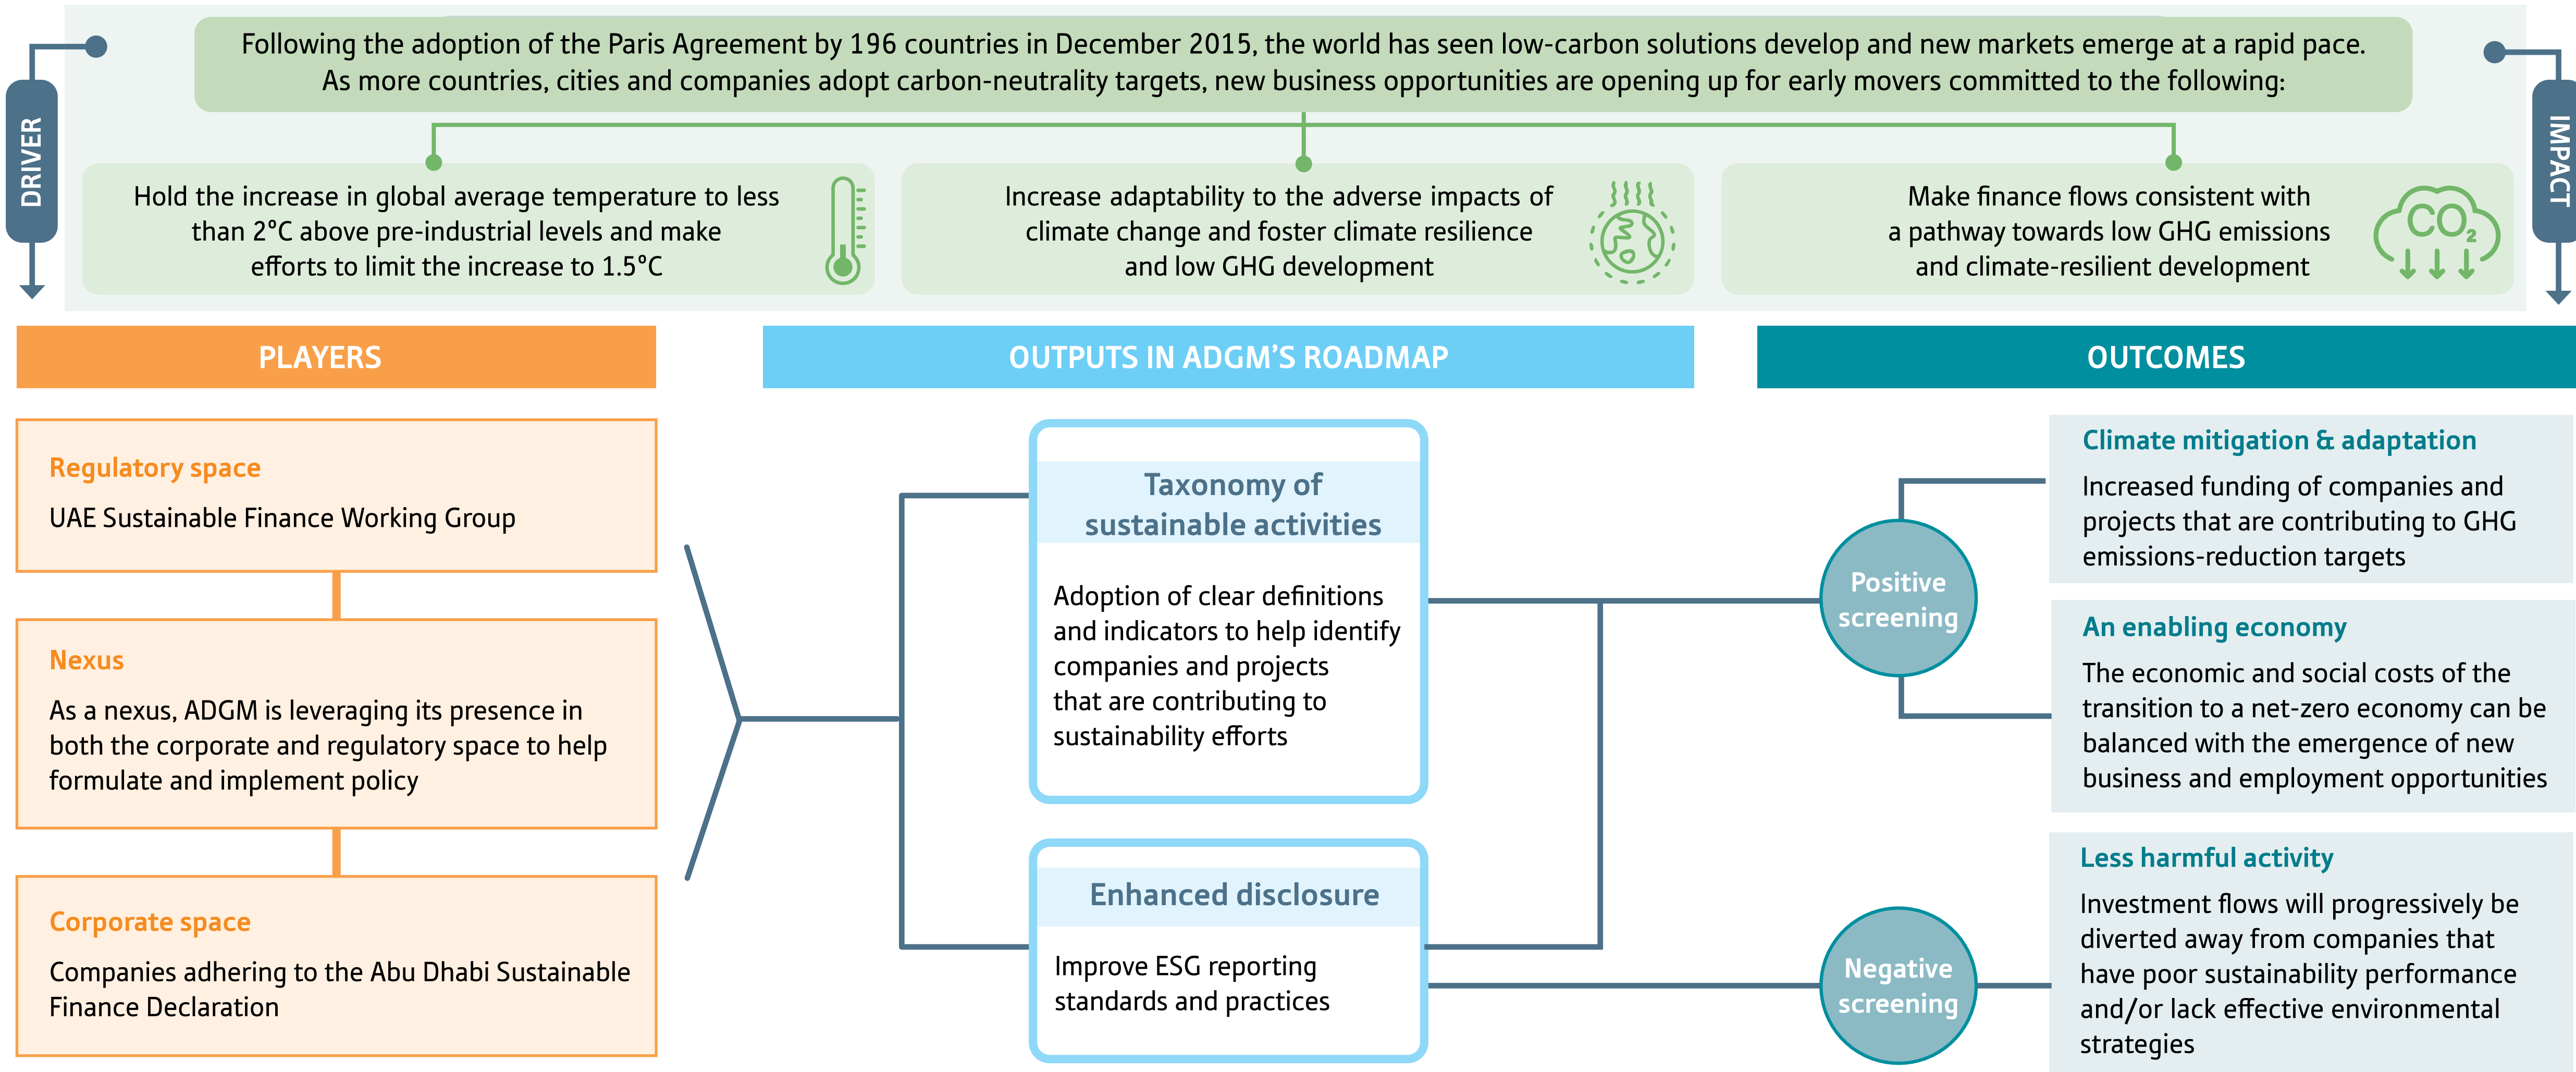 Following the adoption of the Paris Agreement by 196 countries in December 2015, the world has seen low-carbon solutions develop and new markets emerge at a rapid pace.
As more countries, cities and companies adopt carbon-neutrality targets, new business opportunities are opening up for early movers committed to the following:
DRIVER
IMPACT
Hold the increase in global average temperature to less
than 2°C above pre-industrial levels and make
efforts to limit the increase to 1.5°C
Increase adaptability to the adverse impacts of
climate change and foster climate resilience
and low GHG development
Make finance flows consistent with
a pathway towards low GHG emissions
and climate-resilient development
CO₂
PLAYERS
OUTPUTS IN ADGM’S ROADMAP
OUTCOMES
Regulatory space
UAE Sustainable Finance Working Group
Nexus
As a nexus, ADGM is leveraging its presence in
both the corporate and regulatory space to help
formulate and implement policy
Corporate space
Companies adhering to the Abu Dhabi Sustainable
Finance Declaration
Taxonomy of
sustainable activities
Adoption of clear definitions
and indicators to help identify
companies and projects
that are contributing to
sustainability efforts
Enhanced disclosure
Improve ESG reporting
standards and practices
Positive
screening
Negative
screening
Climate mitigation & adaptation
Increased funding of companies and
projects that are contributing to GHG
emissions-reduction targets
An enabling economy
The economic and social costs of the
transition to a net-zero economy can be
balanced with the emergence of new
business and employment opportunities
Less harmful activity
Investment flows will progressively be
diverted away from companies that
have poor sustainability performance
and/or lack effective environmental
strategies